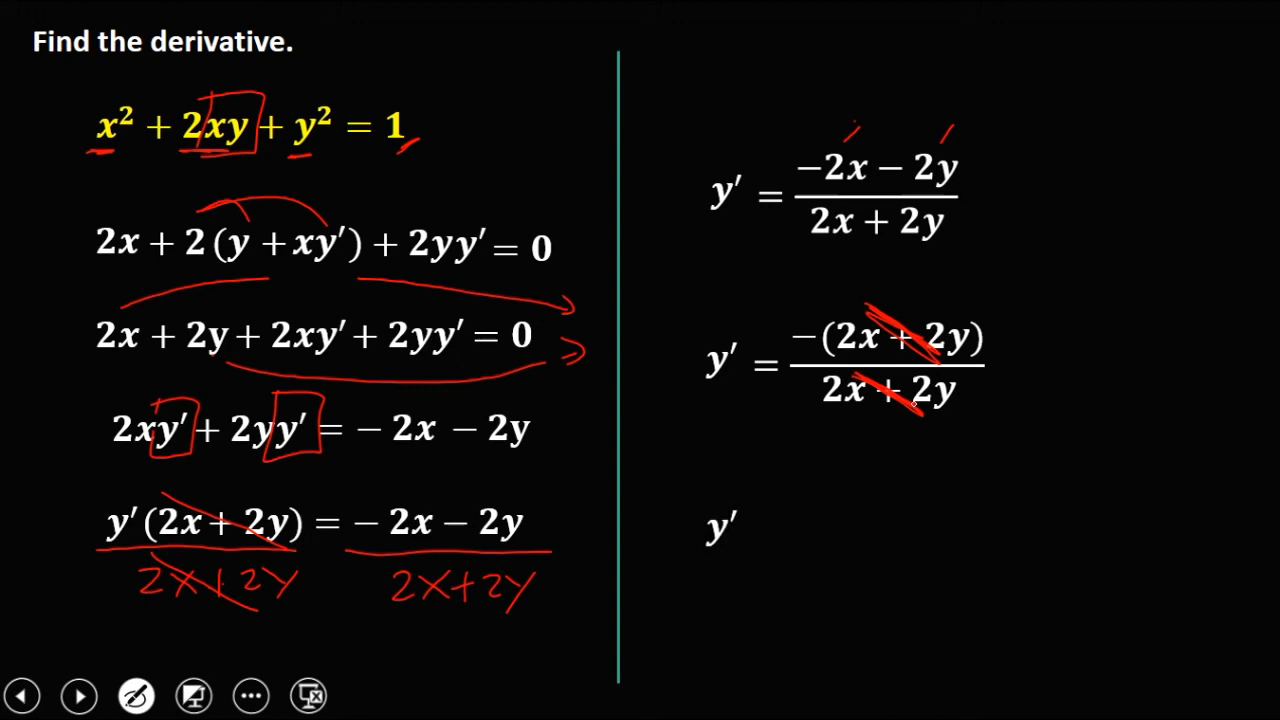 Find the derivative.
x² + 2xy + y² = 1
2x + 2(y + xy′) + 2yy′ = 0
2x + 2y + 2xy′ + 2yy′ = 0
2xy′ + 2yy′ = − 2x − 2y
y′(2x + 2y) = − 2x − 2y
2x+2y 2x+2y
y′ = −2x − 2y
2x + 2y
y′ = −(2x + 2y)
2x + 2y
y′